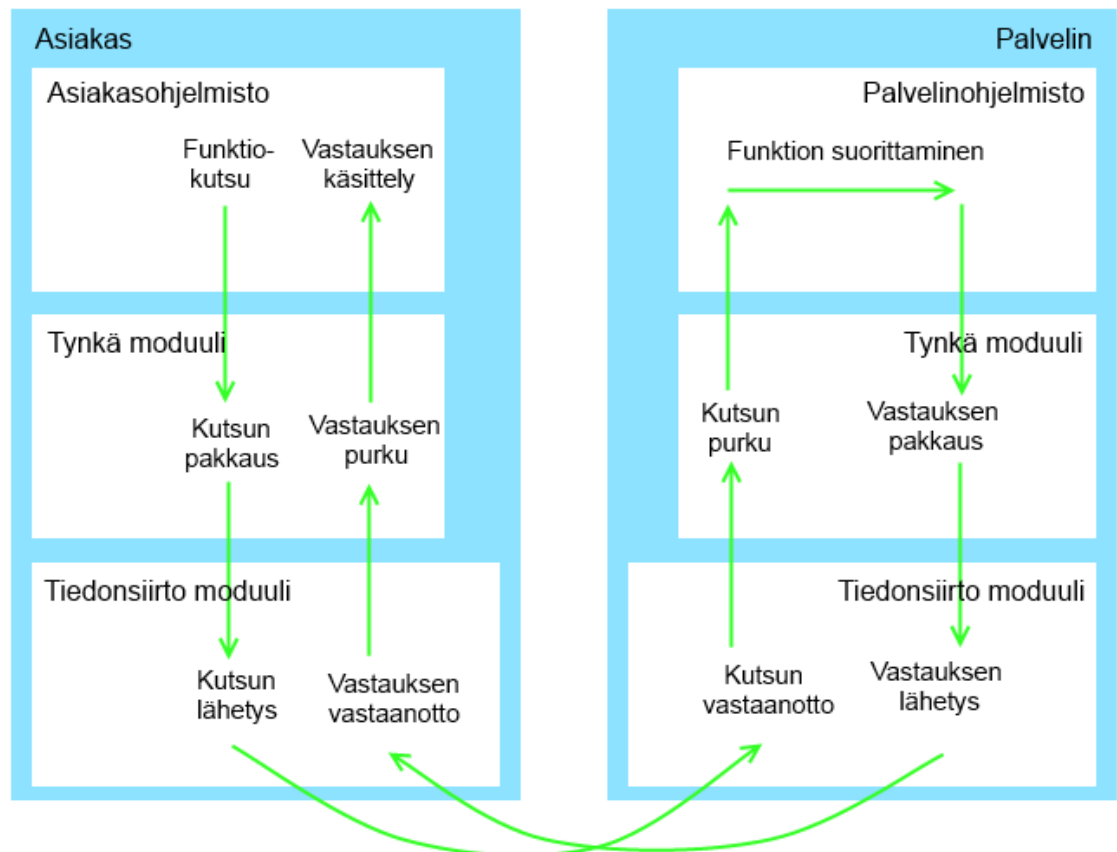 Asiakas
Asiakasohjelmisto
Funktio-
kutsu
Vastauksen
käsittely
Tynkä moduuli
Kutsun
pakkaus
Vastauksen
purku
Tiedonsiirto moduuli
Kutsun
lähetys
Vastauksen
vastaanotto
Palvelin
Palvelinohjelmisto
Funktion suorittaminen
Tynkä moduuli
Kutsun
purku
Vastauksen
pakkaus
Tiedonsiirto moduuli
Kutsun
vastaanotto
Vastauksen
lähetys